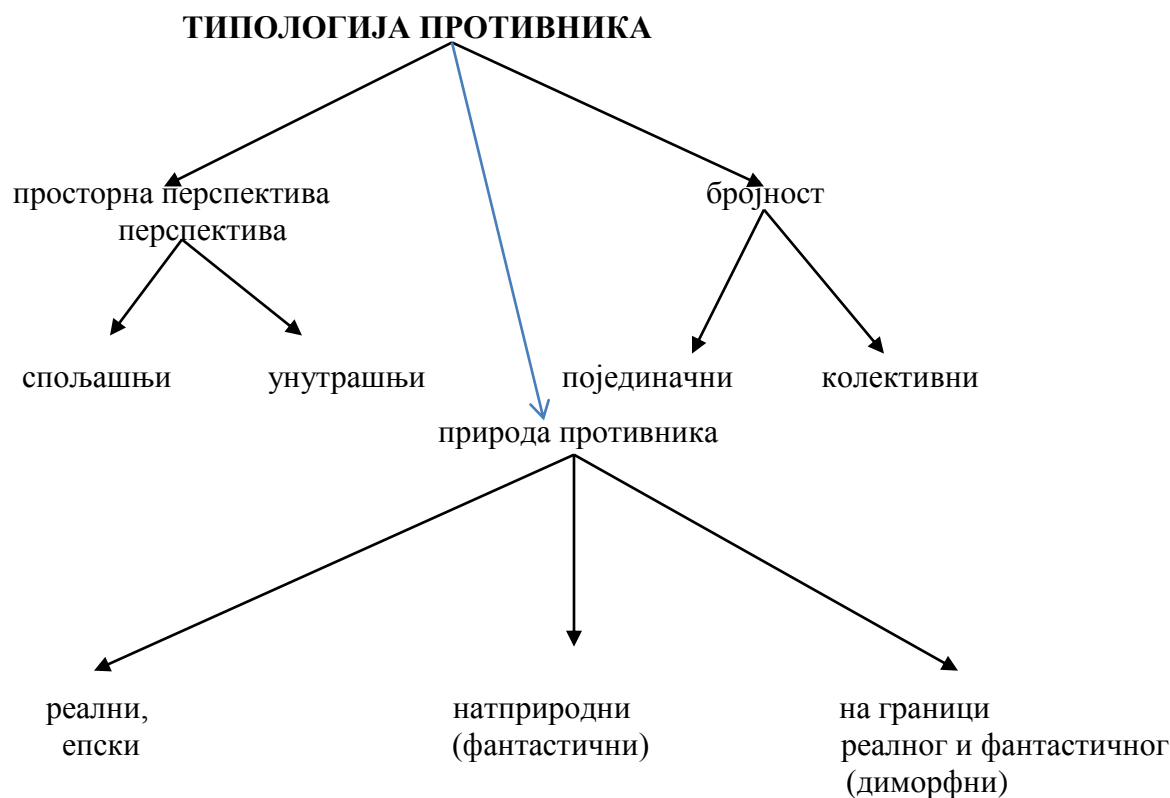 ТИПОЛОГИЈА ПРОТИВНИКА
просторна перспектива
перспектива
бројност
спољашњи
унутрашњи
појединачни
колективни
природа противника
реални,
епски
натприродни
(фантастични)
на граници
реалног и фантастичног
(диморфни)